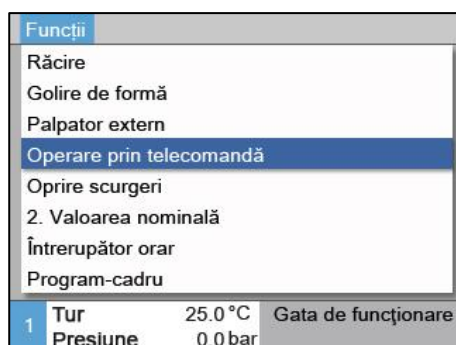 Funcții
Răcire
Golire de formă
Palpator extern
Operare prin telecomandă
Oprire scurgeri
2. Valoarea nominală
Întrerupător orar
Program-cadru
1 Tur 25.0 °C Gata de funcţionare
Presiune 0.0 bar